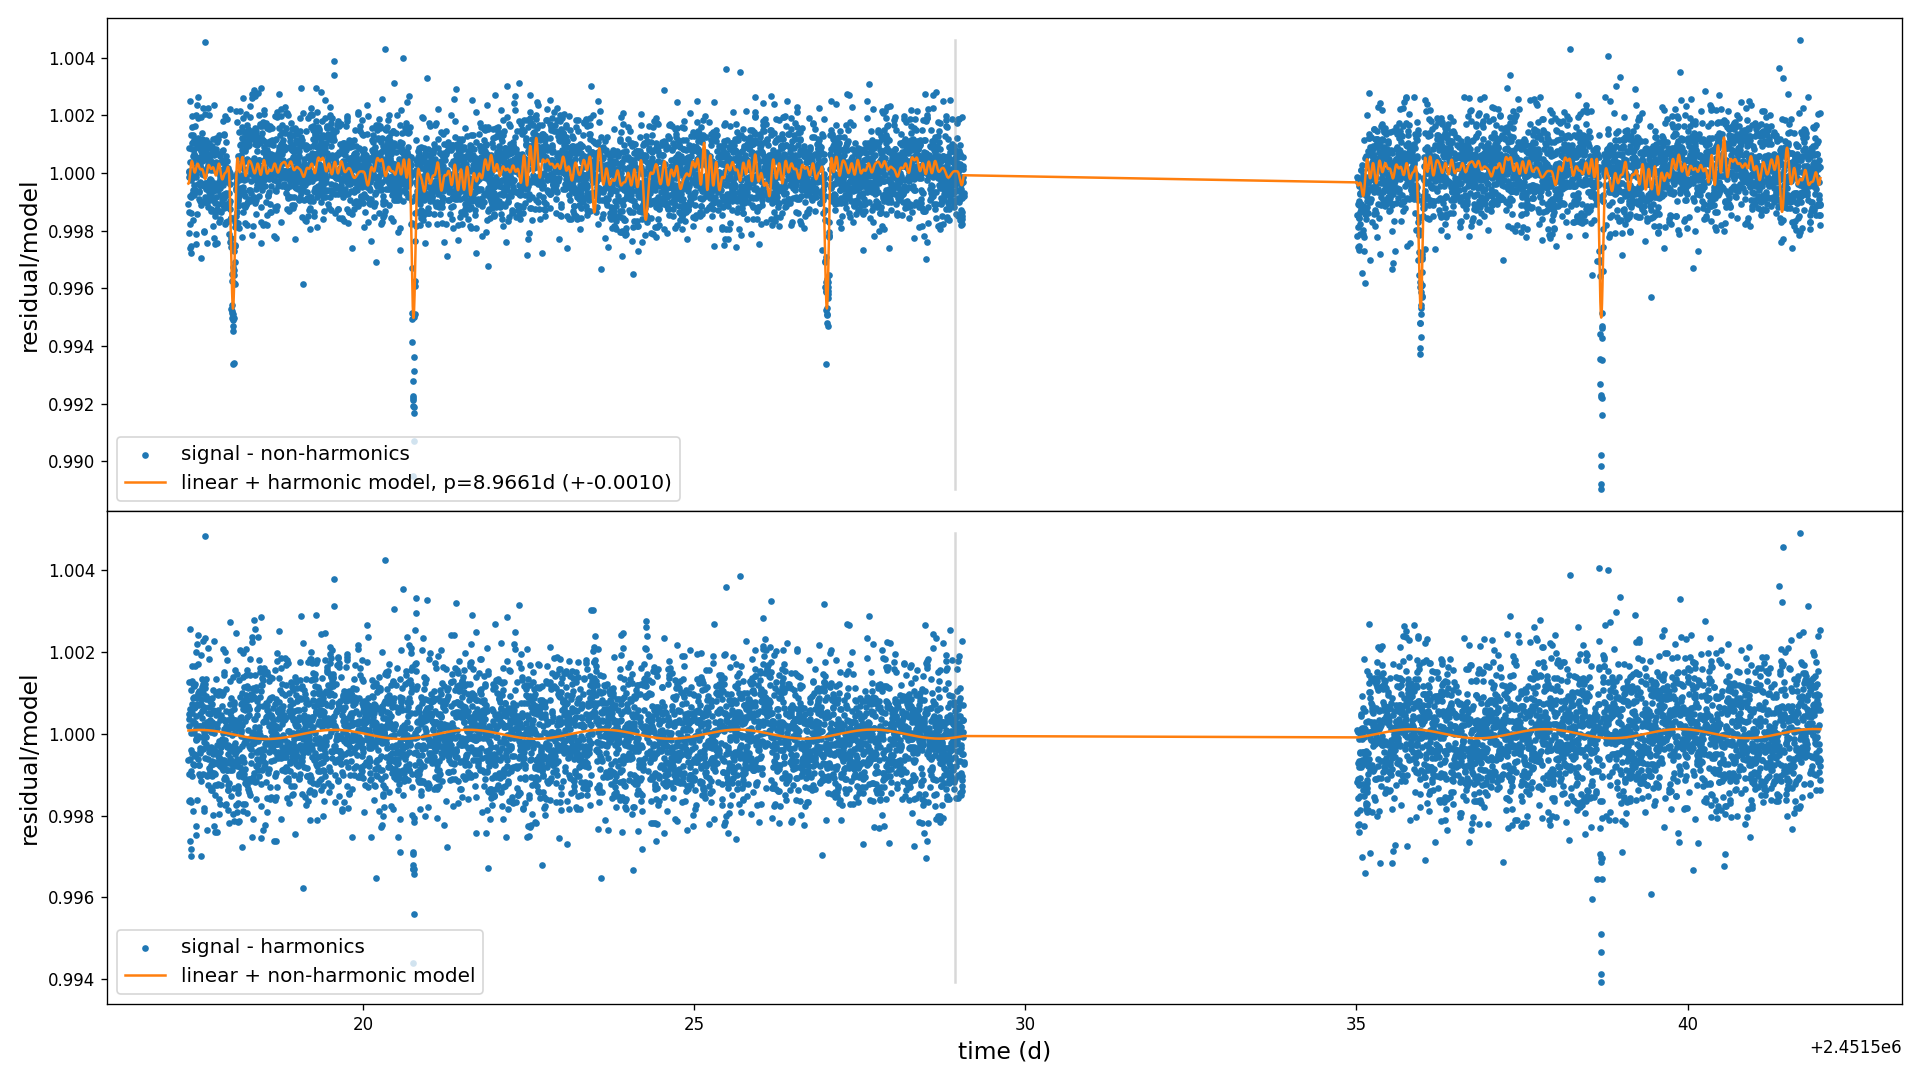 1.004
1.002
1.000
0.998
0.996
0.994
0.992
0.990
residual/model
signal - non-harmonics
linear + harmonic model, p=8.9661d (+-0.0010)
1.004
1.002
1.000
0.998
0.996
0.994
residual/model
signal - harmonics
linear + non-harmonic model
20 25 30 35 40
time (d)
+2.4515e6